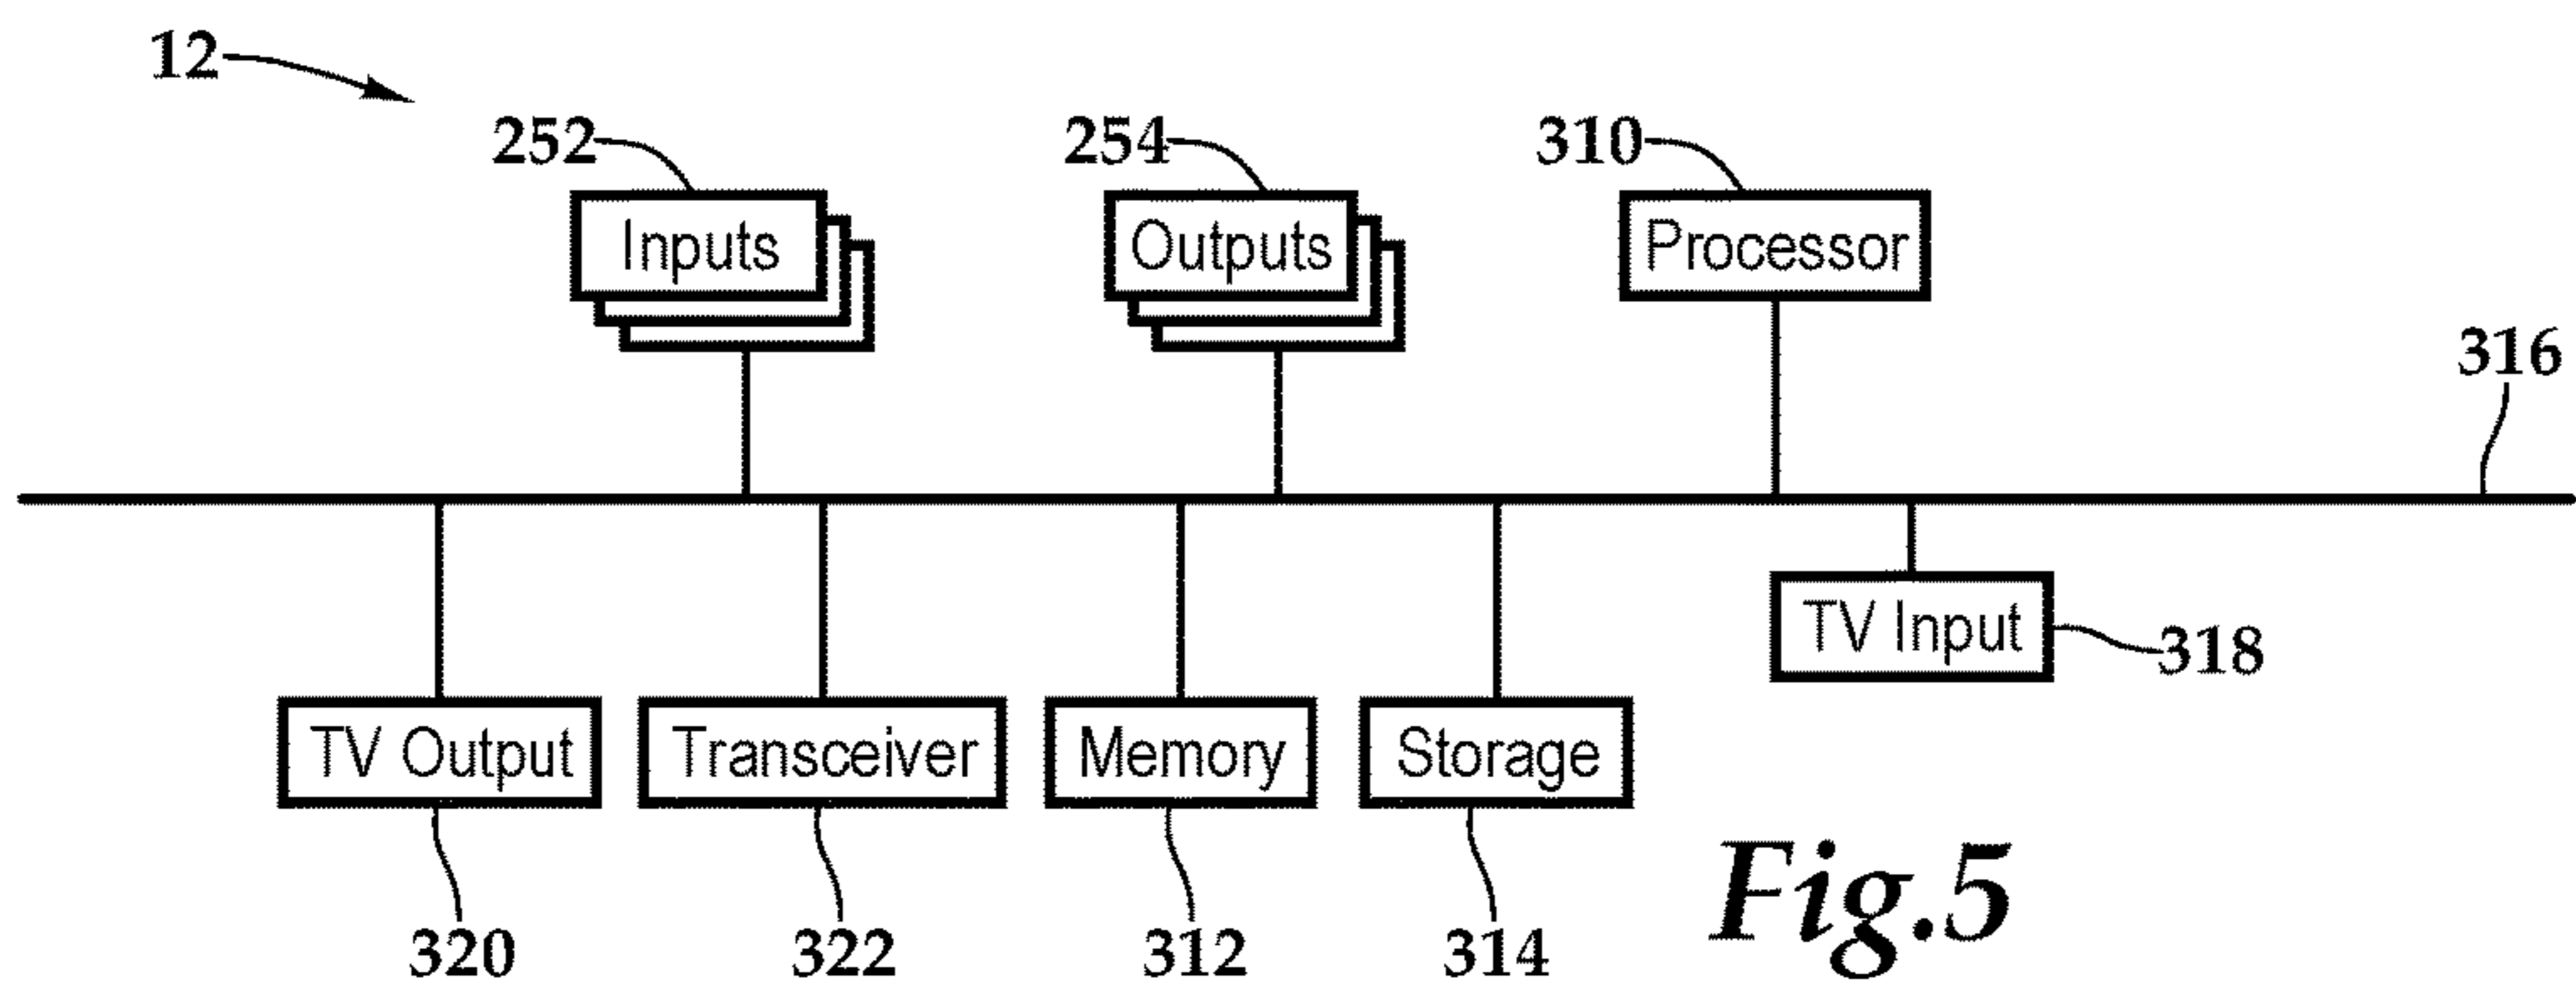 12
252
254
310
Inputs
Outputs
Processor
316
TV Input
318
TV Output
Transceiver
Memory
Storage
320
322
312
314
Fig.5